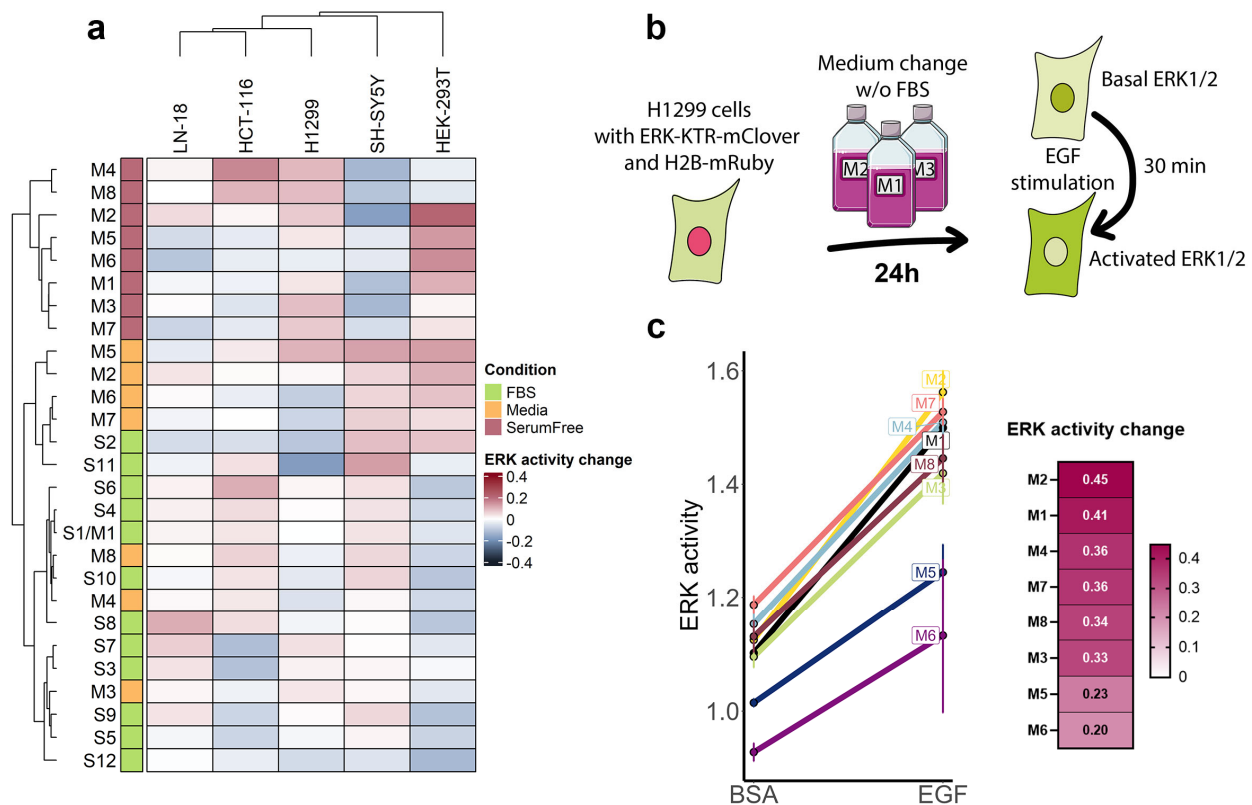 a
LN-18
HCT-116
H1299
SH-SY5Y
HEK-293T
M4
M8
M2
M5
M6
M1
M3
M7
M5
M2
M6
M7
S2
S11
S6
S4
S1/M1
M8
S10
M4
S8
S7
S3
M3
S9
S5
S12
Condition
FBS
Media
SerumFree
ERK activity change
0.4
0.2
0
-0.2
-0.4
b
H1299 cells
with ERK-KTR-mClover
and H2B-mRuby
Medium change
w/o FBS
M2
M1
M3
24h
Basal ERK1/2
EGF
stimulation
30 min
Activated ERK1/2
c
ERK activity
1.6
1.4
1.2
1.0
BSA
EGF
M2
M7
M4
M1
M8
M3
M5
M6
ERK activity change
M2 0.45
M1 0.41
M4 0.36
M7 0.36
M8 0.34
M3 0.33
M5 0.23
M6 0.20
0.4
0.3
0.2
0.1
0